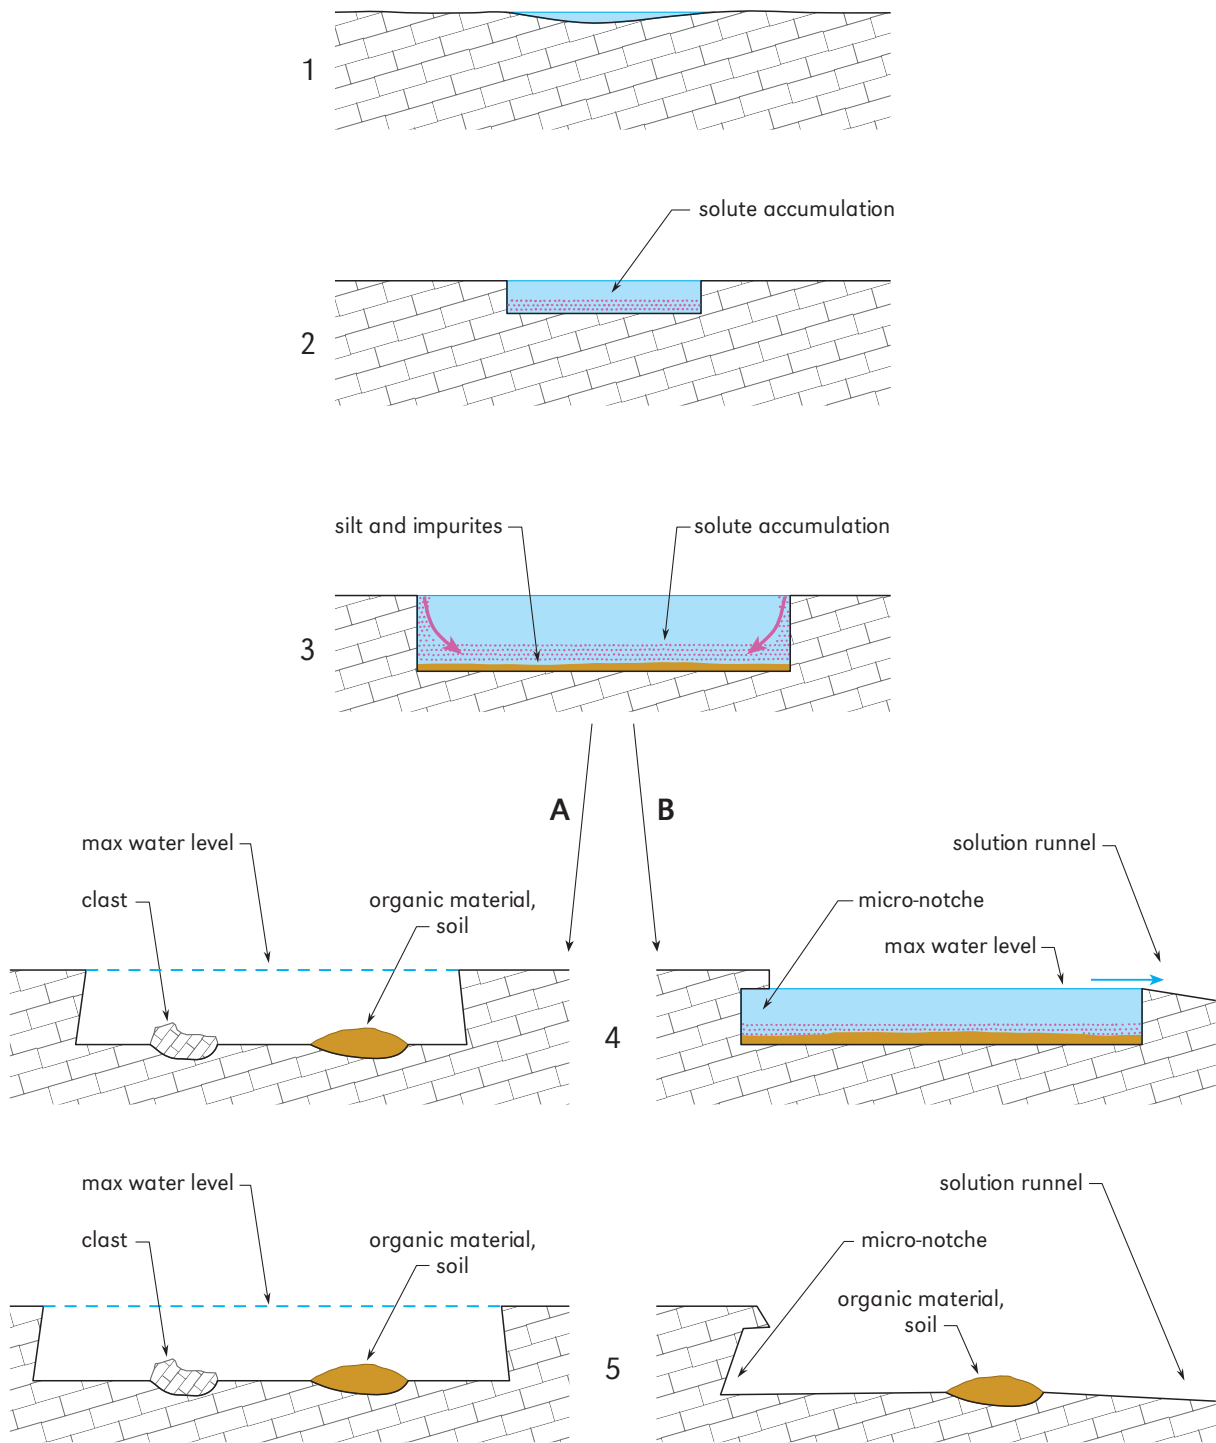 1
solute accumulation
2
silt and impurites
solute accumulation
3
A
B
max water level
clast
organic material,
soil
solution runnel
micro-notche
max water level
4
max water level
clast
organic material,
soil
solution runnel
micro-notche
organic material,
soil
5